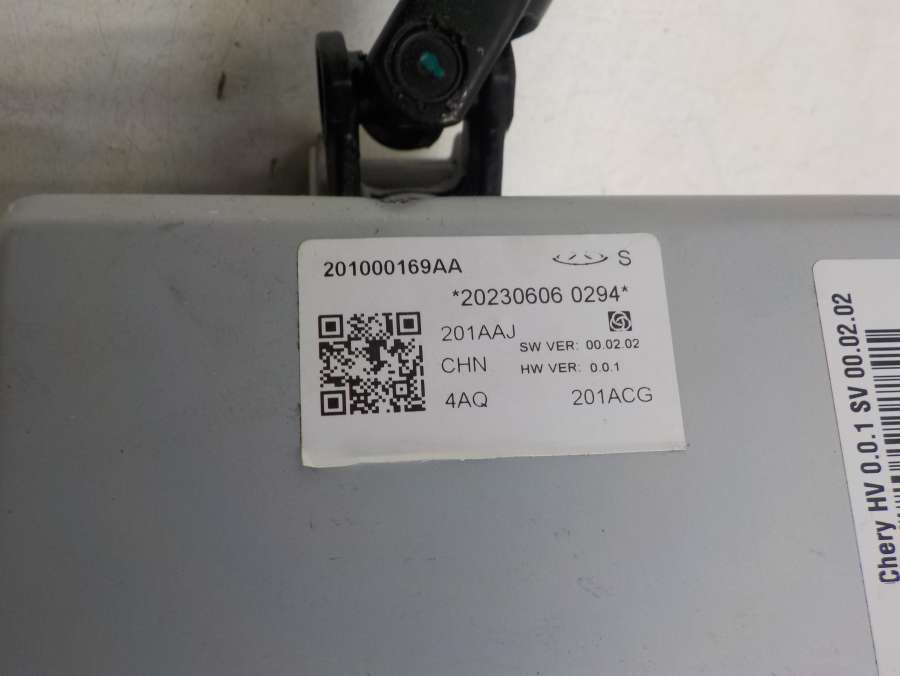 201000169AA
S
*20230606 0294*
201AAJ
SW VER: 00.02.02
CHN
HW VER: 0.0.1
4AQ
201ACG
Chery HV 0.0.1 SV 00.02.02